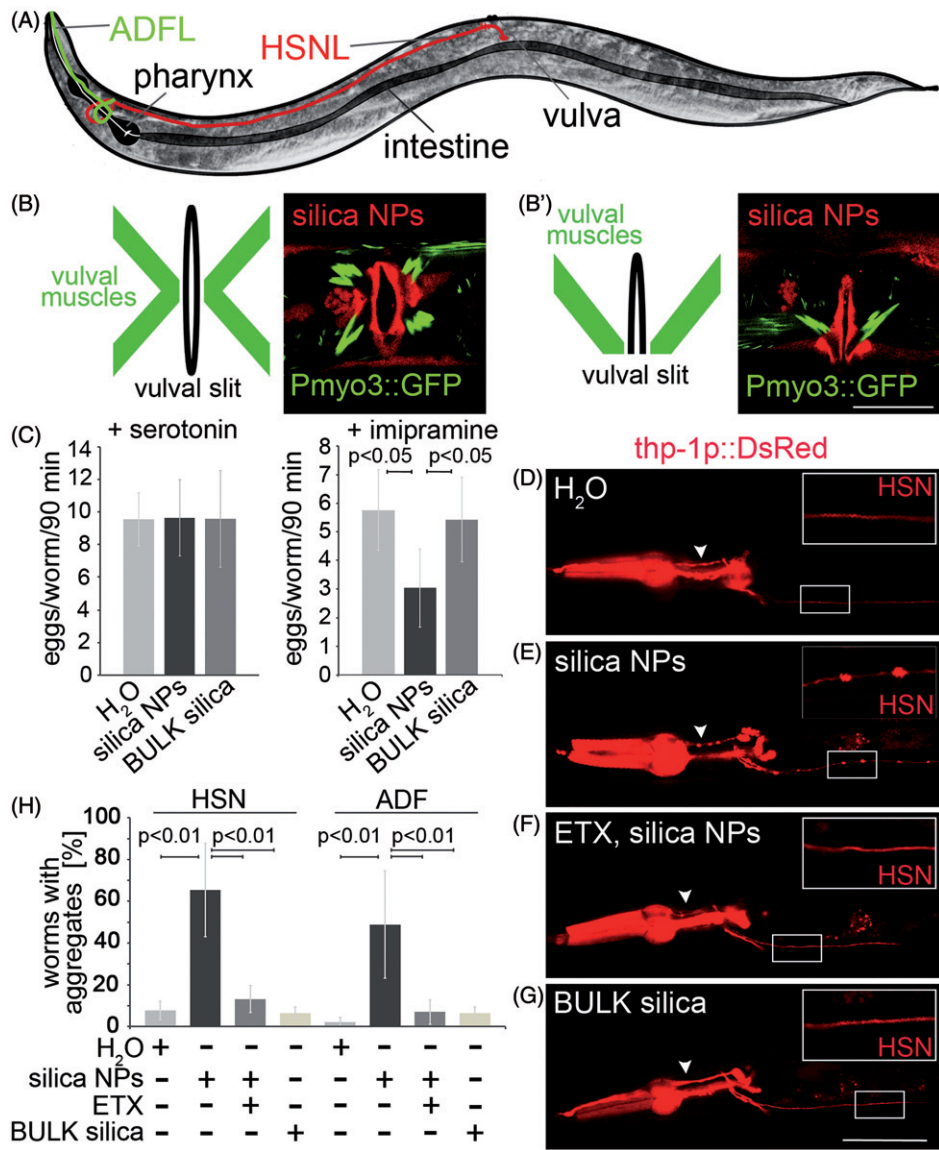 (A)
ADFL
HSNL
pharynx
intestine
vulva
(B)
vulval
muscles
vulval slit
silica NPs
Pmyo3::GFP
(B')
vulval
muscles
vulval slit
silica NPs
Pmyo3::GFP
(C)
+ serotonin
eggs/worm/90 min
14
12
10
8
6
4
2
0
H2O
silica NPs
BULK silica
+ imipramine
p<0.05
p<0.05
eggs/worm/90 min
8
7
6
5
4
3
2
1
0
H2O
silica NPs
BULK silica
thp-1p::DsRed
(D)
H2O
HSN
(E)
silica NPs
HSN
(F)
ETX, silica NPs
HSN
(G)
BULK silica
HSN
(H)
HSN
ADF
p<0.01
p<0.01
p<0.01
p<0.01
worms with
aggregates [%]
100
80
60
40
20
0
H2O + - - - + - - -
silica NPs - + + - - + + -
ETX - - + - - - + -
BULK silica - - - + - - - +